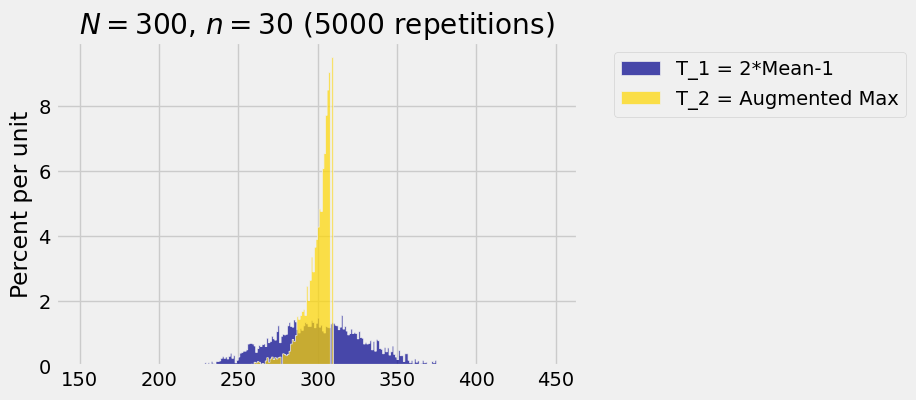 N = 300, n = 30 (5000 repetitions)
T_1 = 2*Mean-1
T_2 = Augmented Max
Percent per unit
8
6
4
2
0
150 200 250 300 350 400 450